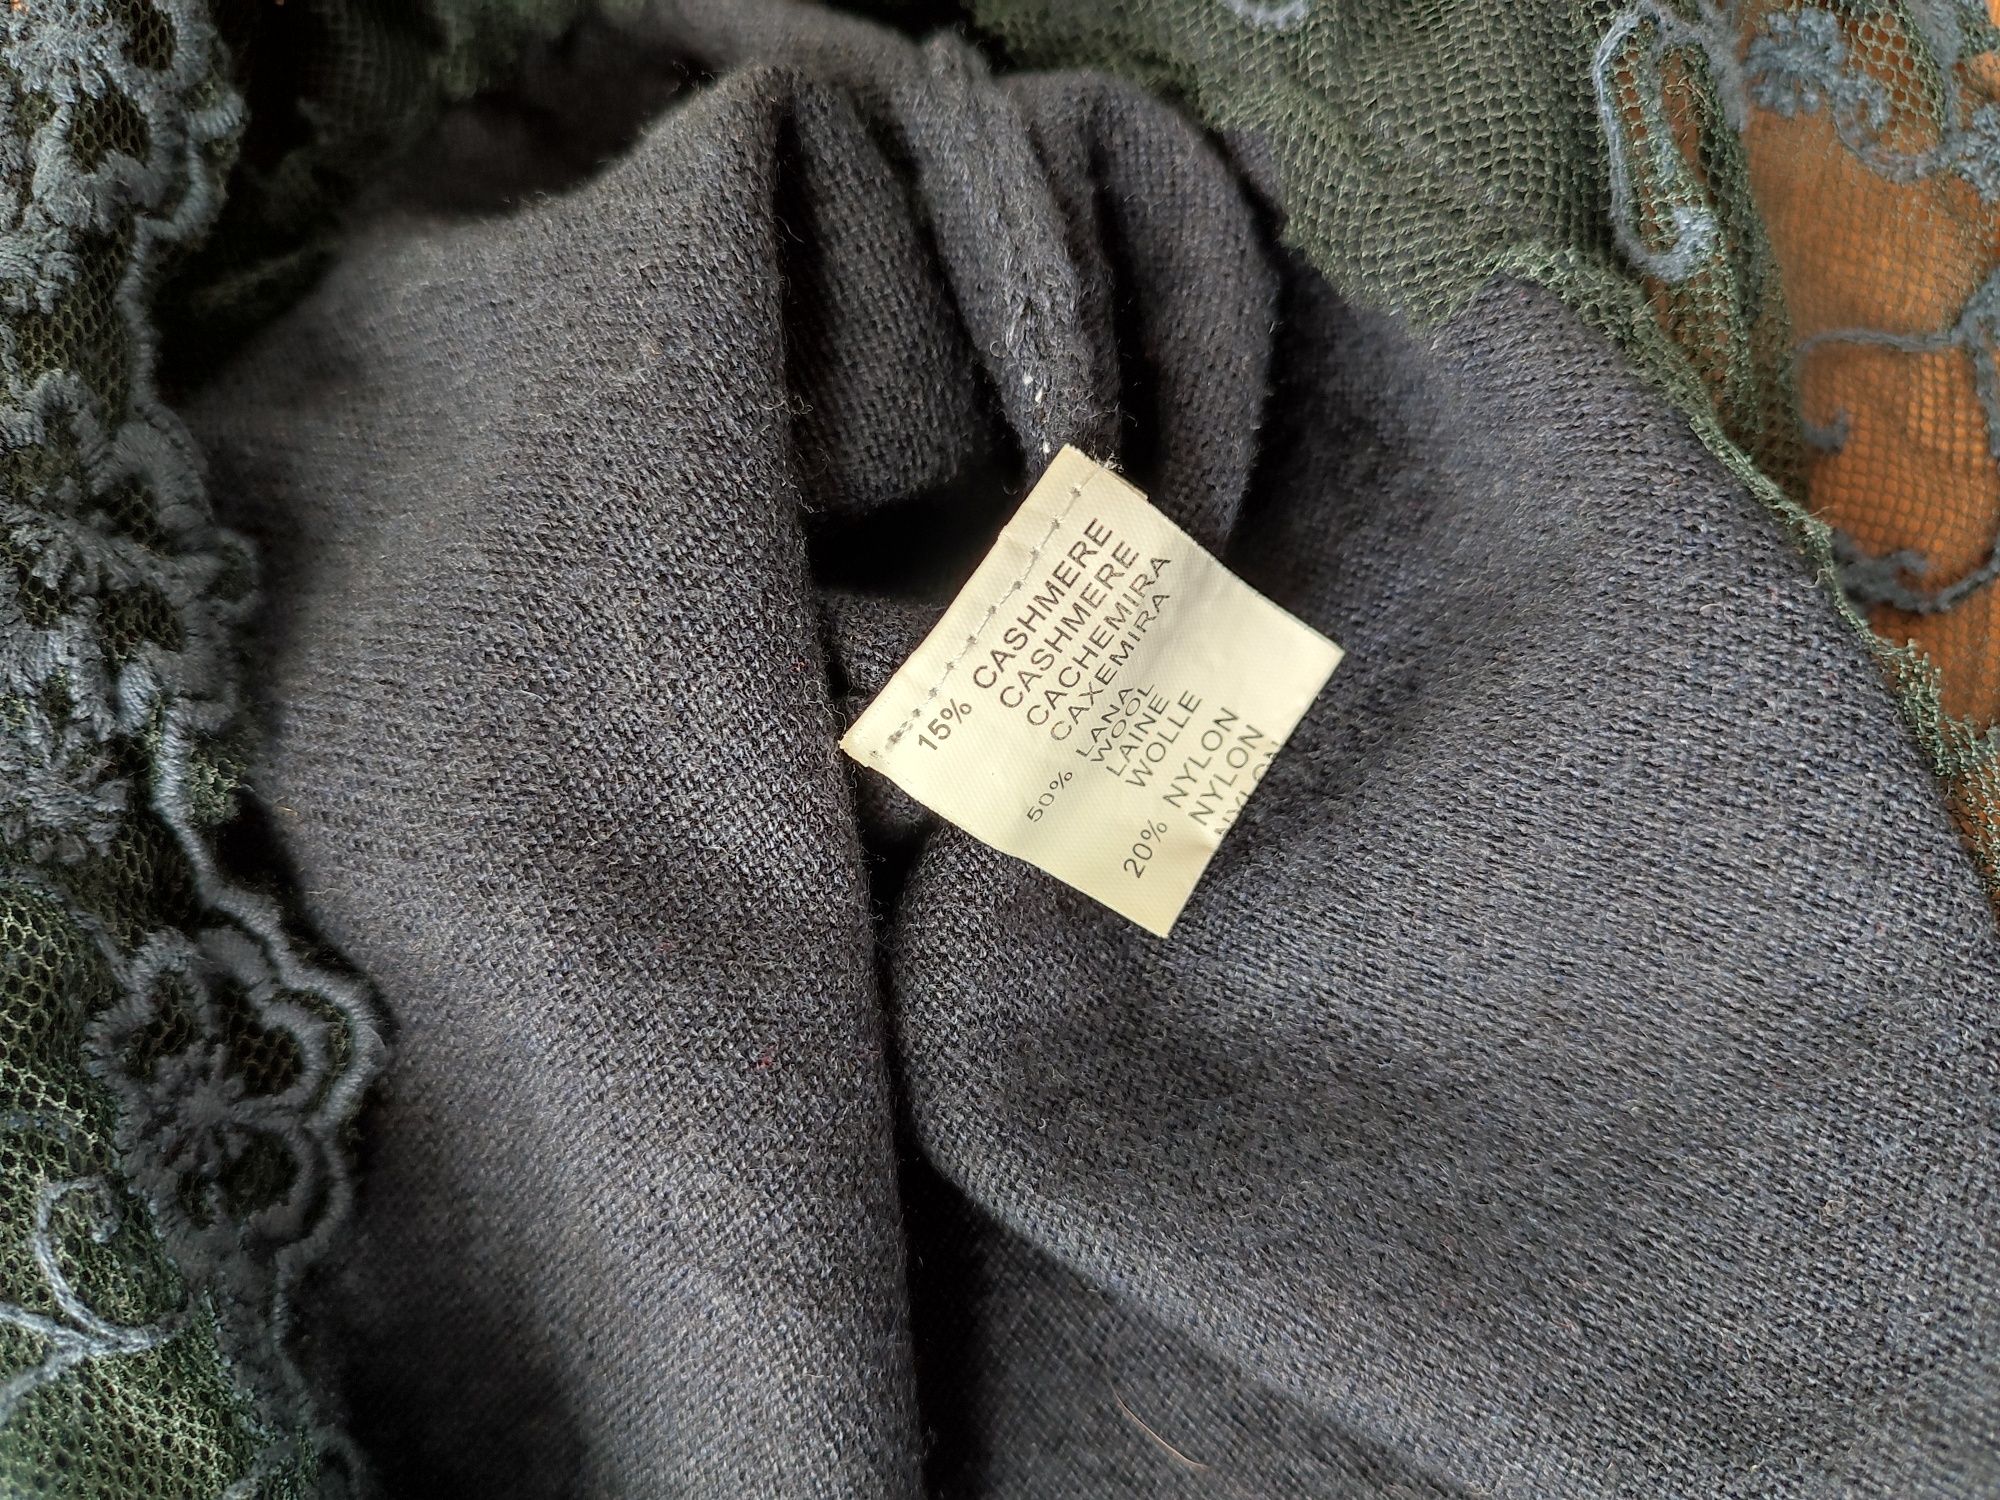 15% CASHMERE
CASHMERE
CACHEMIRA
CAXEMIRA
50% LANA
WOOL
LAINE
WOLLE
20% NYLON
NYLON